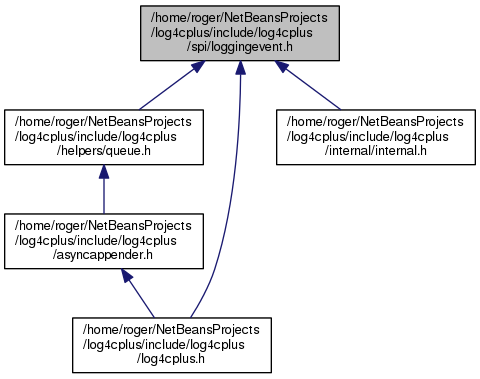 /home/roger/NetBeansProjects
/log4cplus/include/log4cplus
/spi/loggingevent.h
/home/roger/NetBeansProjects
/log4cplus/include/log4cplus
/helpers/queue.h
/home/roger/NetBeansProjects
/log4cplus/include/log4cplus
/internal/internal.h
/home/roger/NetBeansProjects
/log4cplus/include/log4cplus
/asyncappender.h
/home/roger/NetBeansProjects
/log4cplus/include/log4cplus
/log4cplus.h